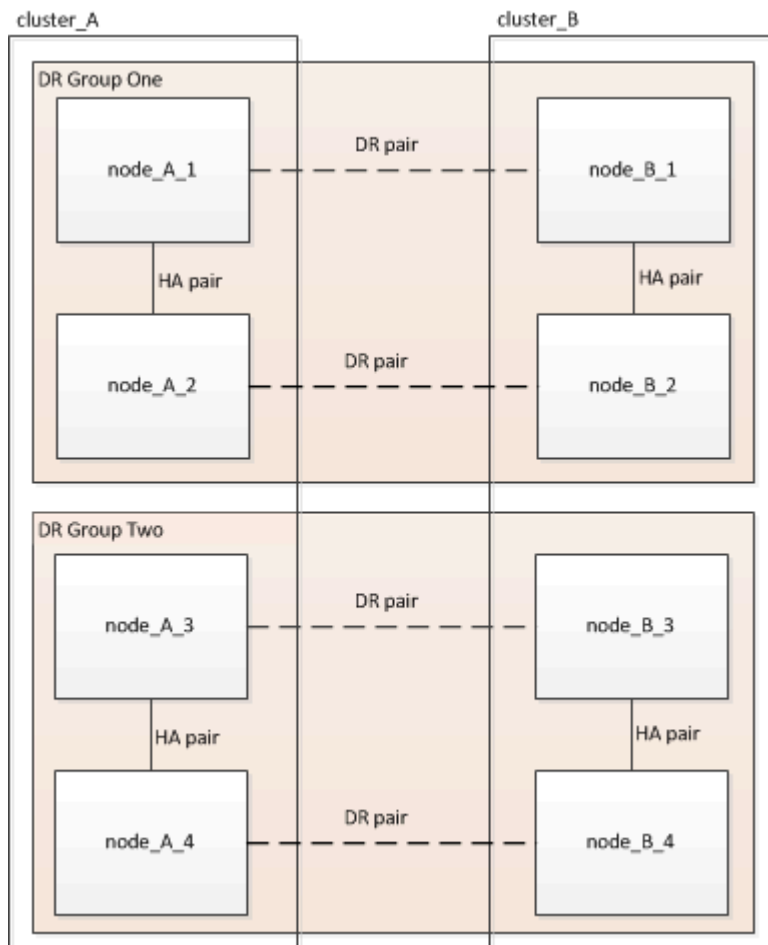 cluster_A
cluster_B
DR Group One
node_A_1
DR pair
node_B_1
HA pair
HA pair
node_A_2
DR pair
node_B_2
DR Group Two
node_A_3
DR pair
node_B_3
HA pair
HA pair
node_A_4
DR pair
node_B_4